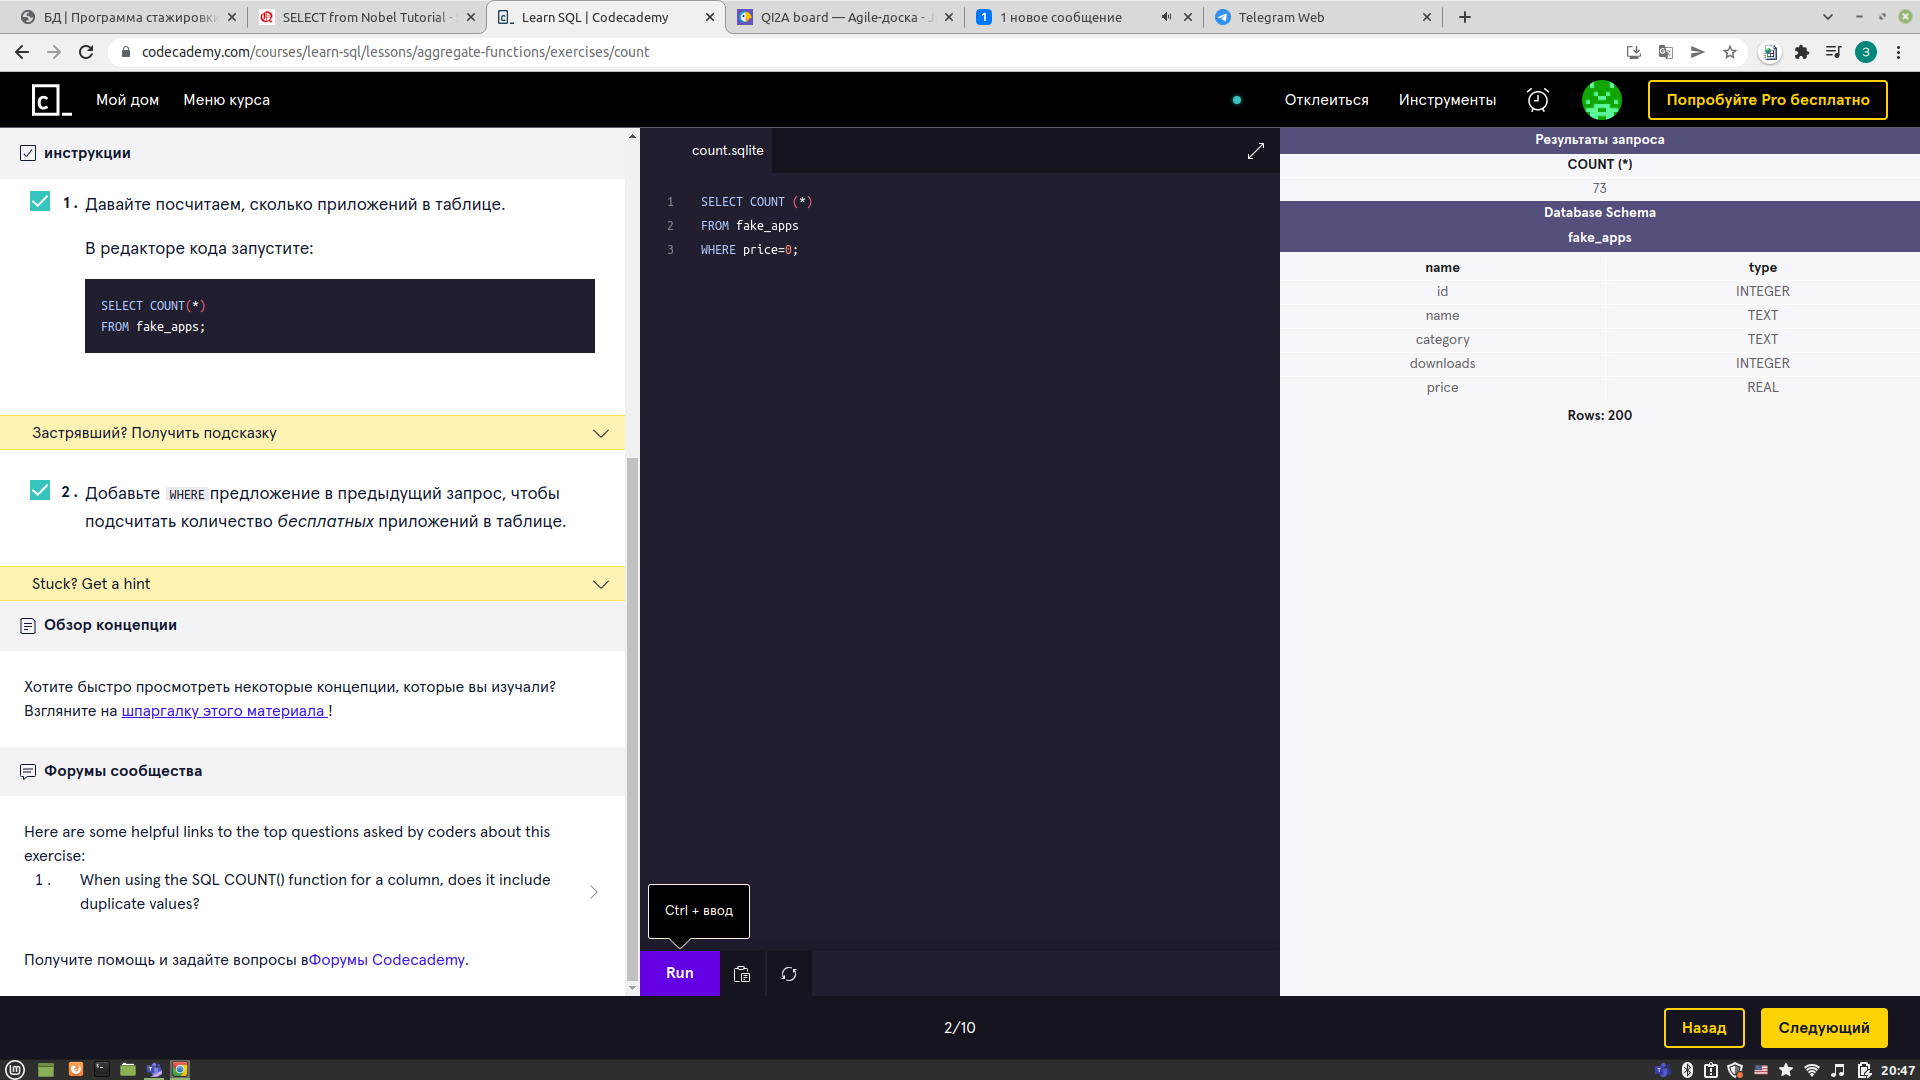 БД | Программа стажировки
SELECT from Nobel Tutorial -
Learn SQL | Codecademy
QI2A board — Agile-доска - J
1 новое сообщение
Telegram Web
codecademy.com/courses/learn-sql/lessons/aggregate-functions/exercises/count
З
Мой дом
Меню курса
Отклеиться
Инструменты
Попробуйте Pro бесплатно
инструкции
1. Давайте посчитаем, сколько приложений в таблице.
В редакторе кода запустите:
SELECT COUNT(*)
FROM fake_apps;
Застрявший? Получить подсказку
2. Добавьте WHERE предложение в предыдущий запрос, чтобы
подсчитать количество бесплатных приложений в таблице.
Stuck? Get a hint
Обзор концепции
Хотите быстро просмотреть некоторые концепции, которые вы изучали?
Взгляните на шпаргалку этого материала !
Форумы сообщества
Here are some helpful links to the top questions asked by coders about this
exercise:
1. When using the SQL COUNT() function for a column, does it include
duplicate values?
Получите помощь и задайте вопросы вФорумы Codecademy.
count.sqlite
1 SELECT COUNT (*)
2 FROM fake_apps
3 WHERE price=0;
Ctrl + ввод
Run
Результаты запроса
COUNT (*)
73
Database Schema
fake_apps
name type
id INTEGER
name TEXT
category TEXT
downloads INTEGER
price REAL
Rows: 200
2/10
Назад
Следующий
20:47